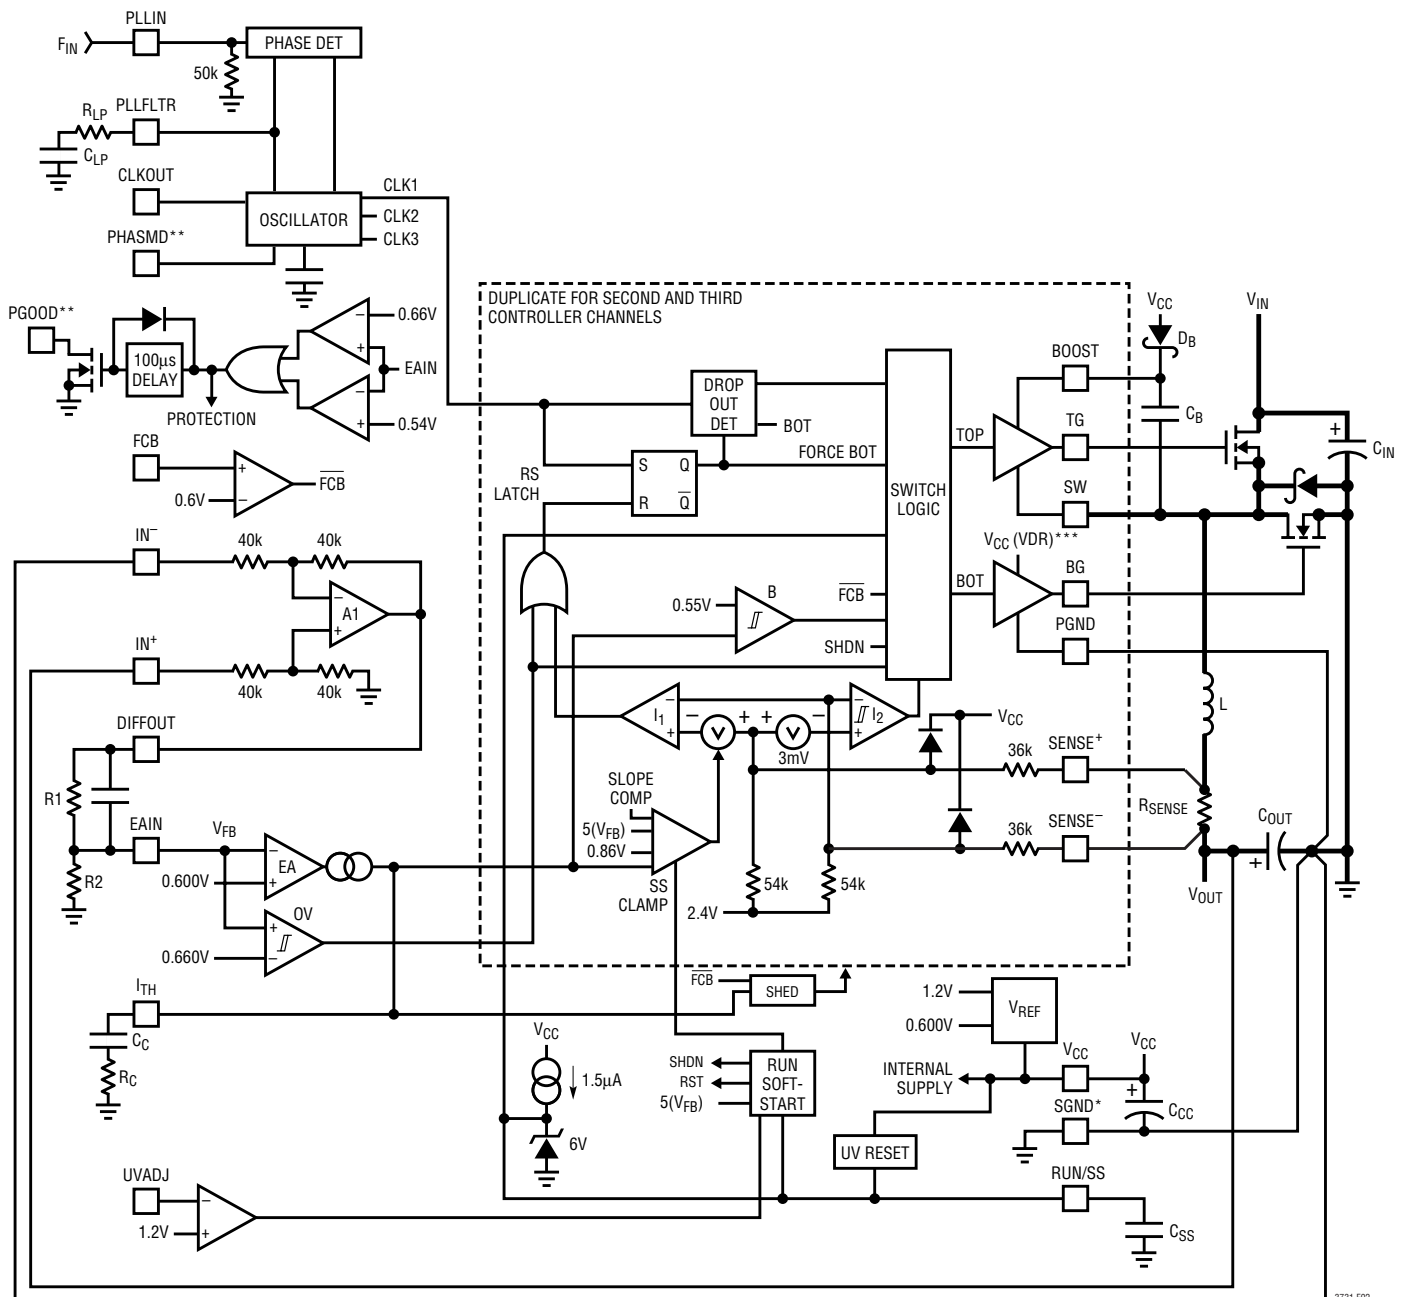 PLLIN
FIN
PHASE DET
50k
RLP
PLLFLTR
CLP
CLKOUT
CLK1
OSCILLATOR
CLK2
CLK3
PHASMD**
DUPLICATE FOR SECOND AND THIRD
CONTROLLER CHANNELS
PGOOD**
100µs
DELAY
PROTECTION
−
0.66V
+
EAIN
−
+
0.54V
FCB
+
−
0.6V
FCB
DROP
OUT
DET
BOT
FORCE BOT
RS
LATCH
S
Q
R
Q
SWITCH
LOGIC
VCC
VIN
DB
BOOST
CB
TG
TOP
+
CIN
SW
VCC (VDR)***
BOT
BG
PGND
IN−
40k
40k
−
A1
+
IN+
40k
40k
0.55V
B
FCB
SHDN
L
I1
−
+
−
+
+
−
3mV
−
+
I2
VCC
36k
SENSE+
RSENSE
36k
SENSE−
COUT
+
VOUT
DIFFOUT
R1
EAIN
VFB
R2
−
EA
+
0.600V
OV
+
−
0.660V
SLOPE
COMP
5(VFB)
0.86V
SS
CLAMP
54k
54k
2.4V
ITH
CC
RC
FCB
SHED
1.2V
0.600V
VREF
VCC
1.5µA
6V
SHDN
RST
5(VFB)
RUN
SOFT-
START
INTERNAL
SUPPLY
VCC
VCC
+
CCC
SGND*
UV RESET
RUN/SS
CSS
UVADJ
−
1.2V
+
3731 F02